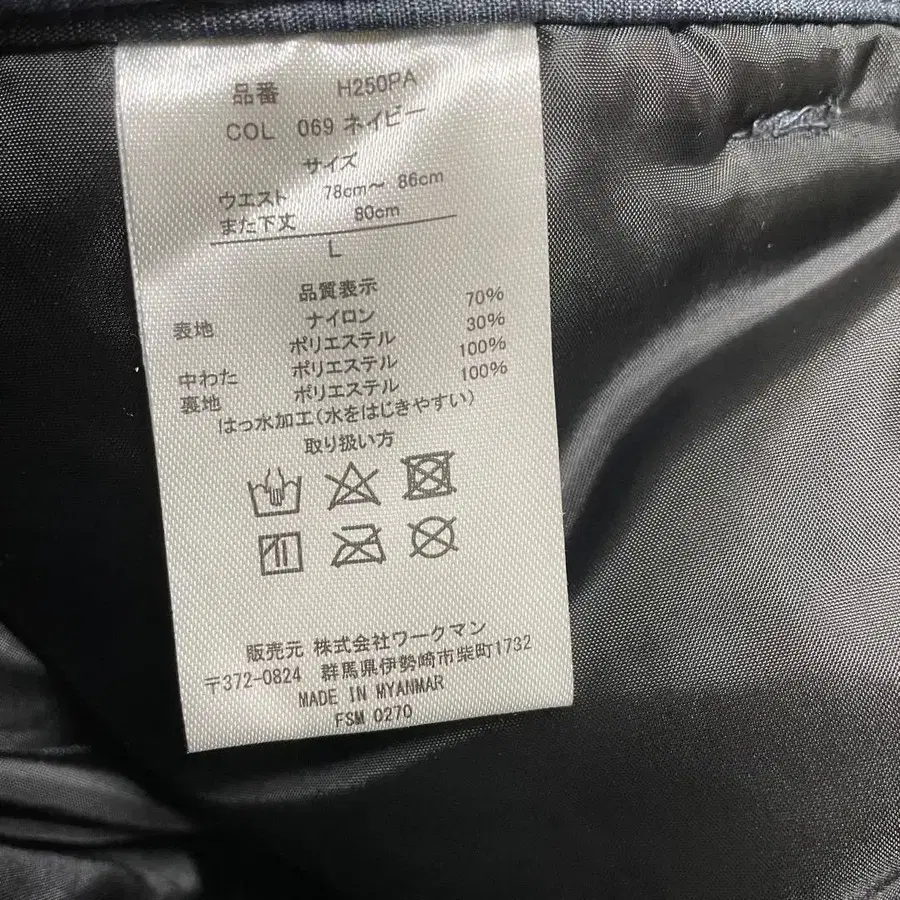 品番 H250PA
COL 069 ネイビー
サイズ
ウエスト 78cm～ 86cm
また下丈 80cm
L
品質表示
表地 ナイロン 70%
ポリエステル 30%
中わた ポリエステル 100%
裏地 ポリエステル 100%
はっ水加工(水をはじきやすい)
取り扱い方
販売元 株式会社ワークマン
〒372-0824 群馬県伊勢崎市柴町1732
MADE IN MYANMAR
FSM 0270